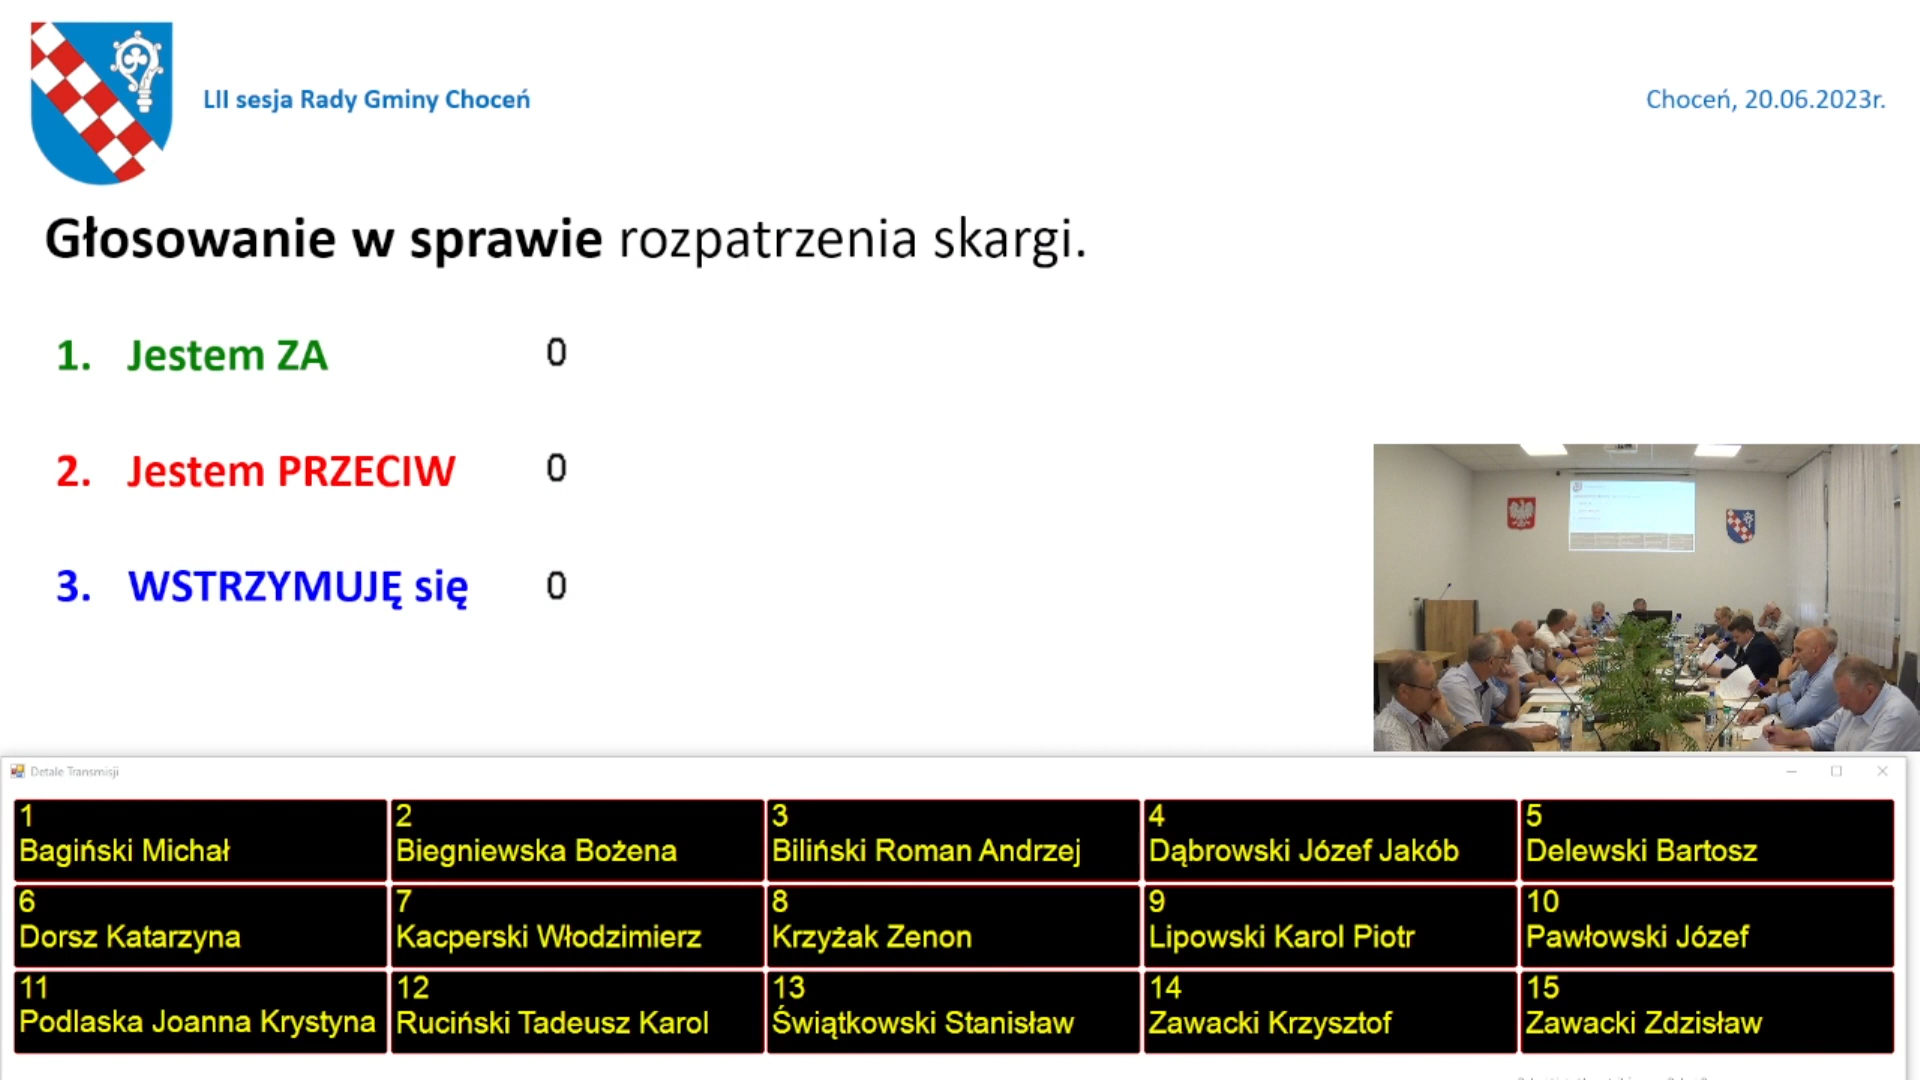 LII sesja Rady Gminy Choceń
Choceń, 20.06.2023r.
Głosowanie w sprawie rozpatrzenia skargi.
1. Jestem ZA 0
2. Jestem PRZECIW 0
3. WSTRZYMUJĘ się 0
Detale Transmisji
1
Bagiński Michał
2
Biegniewska Bożena
3
Biliński Roman Andrzej
4
Dąbrowski Józef Jakób
5
Delewski Bartosz
6
Dorsz Katarzyna
7
Kacperski Włodzimierz
8
Krzyżak Zenon
9
Lipowski Karol Piotr
10
Pawłowski Józef
11
Podlaska Joanna Krystyna
12
Ruciński Tadeusz Karol
13
Świątkowski Stanisław
14
Zawacki Krzysztof
15
Zawacki Zdzisław